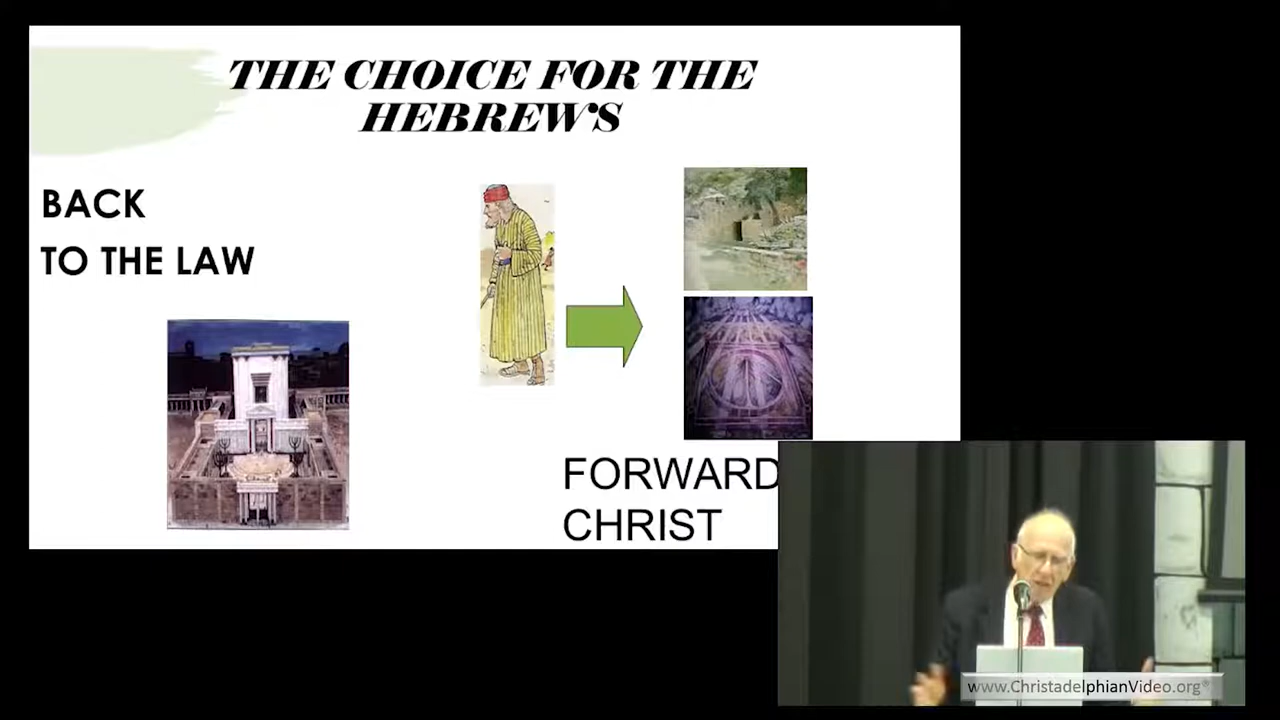 THE CHOICE FOR THE
HEBREW'S
BACK
TO THE LAW
FORWARD
CHRIST
www.ChristadelphianVideo.org®